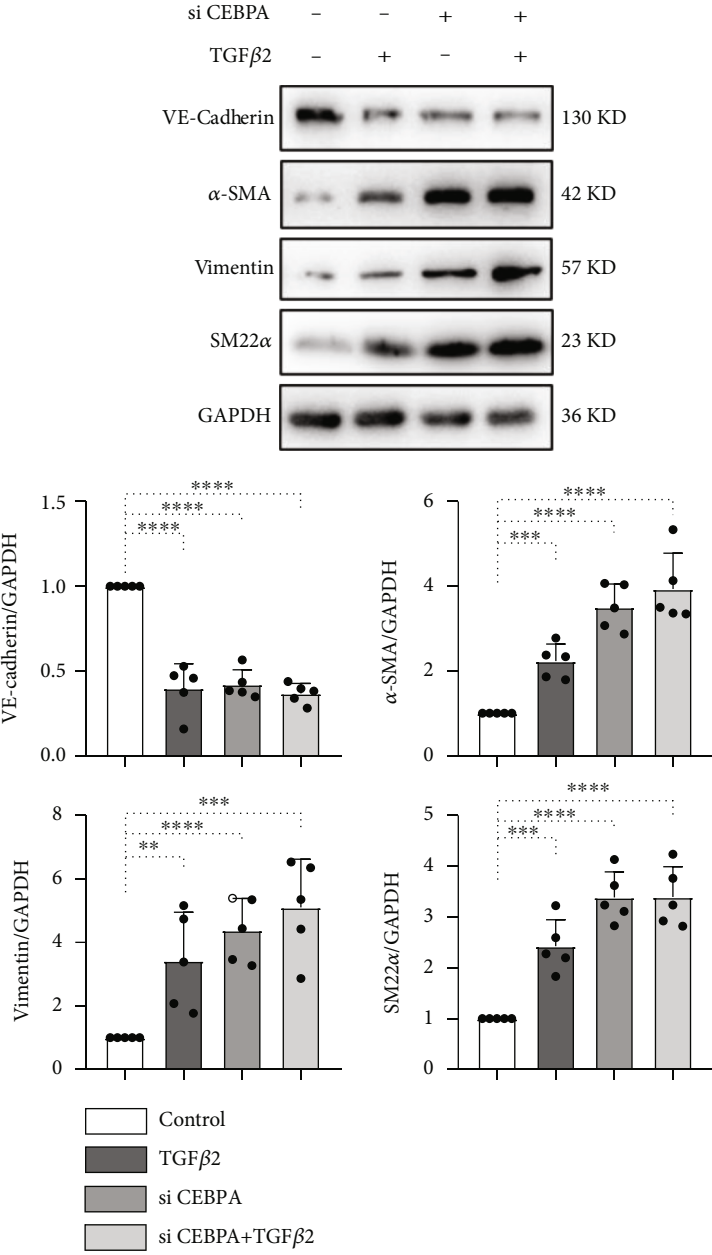 si CEBPA – – + +
TGFβ2 – + – +
VE-Cadherin 130 KD
α-SMA 42 KD
Vimentin 57 KD
SM22α 23 KD
GAPDH 36 KD
VE-cadherin/GAPDH
1.5
1.0
0.5
0.0
****
****
****
α-SMA/GAPDH
6
4
2
0
****
****
***
Vimentin/GAPDH
8
6
4
2
0
***
****
**
SM22α/GAPDH
5
4
3
2
1
0
****
****
***
Control
TGFβ2
si CEBPA
si CEBPA+TGFβ2